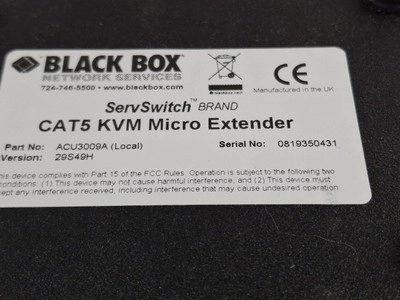 BLACK BOX
NETWORK SERVICES
724-746-5500 • www.blackbox.com
Manufactured in the UK
ServSwitch™ BRAND
CAT5 KVM Micro Extender
Part No: ACU3009A (Local)
Serial No: 0819350431
Version: 29S49H
This device complies with Part 15 of the FCC Rules. Operation is subject to the following two
conditions: (1) This device may not cause harmful interference, and (2) This device must
accept any interference received, including interference that may cause undesired operation.